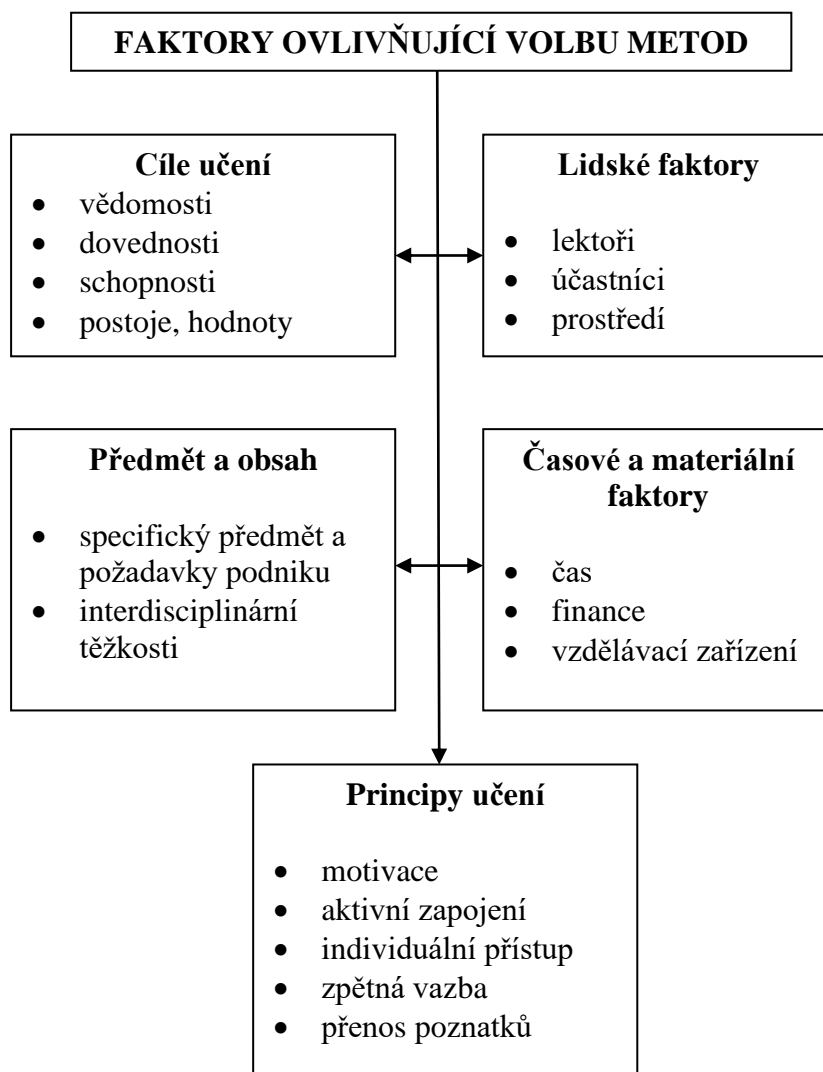 FAKTORY OVLIVŇUJÍCÍ VOLBU METOD
Cíle učení
• vědomosti
• dovednosti
• schopnosti
• postoje, hodnoty
Lidské faktory
• lektoři
• účastníci
• prostředí
Předmět a obsah
• specifický předmět a
požadavky podniku
• interdisciplinární
těžkosti
Časové a materiální
faktory
• čas
• finance
• vzdělávací zařízení
Principy učení
• motivace
• aktivní zapojení
• individuální přístup
• zpětná vazba
• přenos poznatků